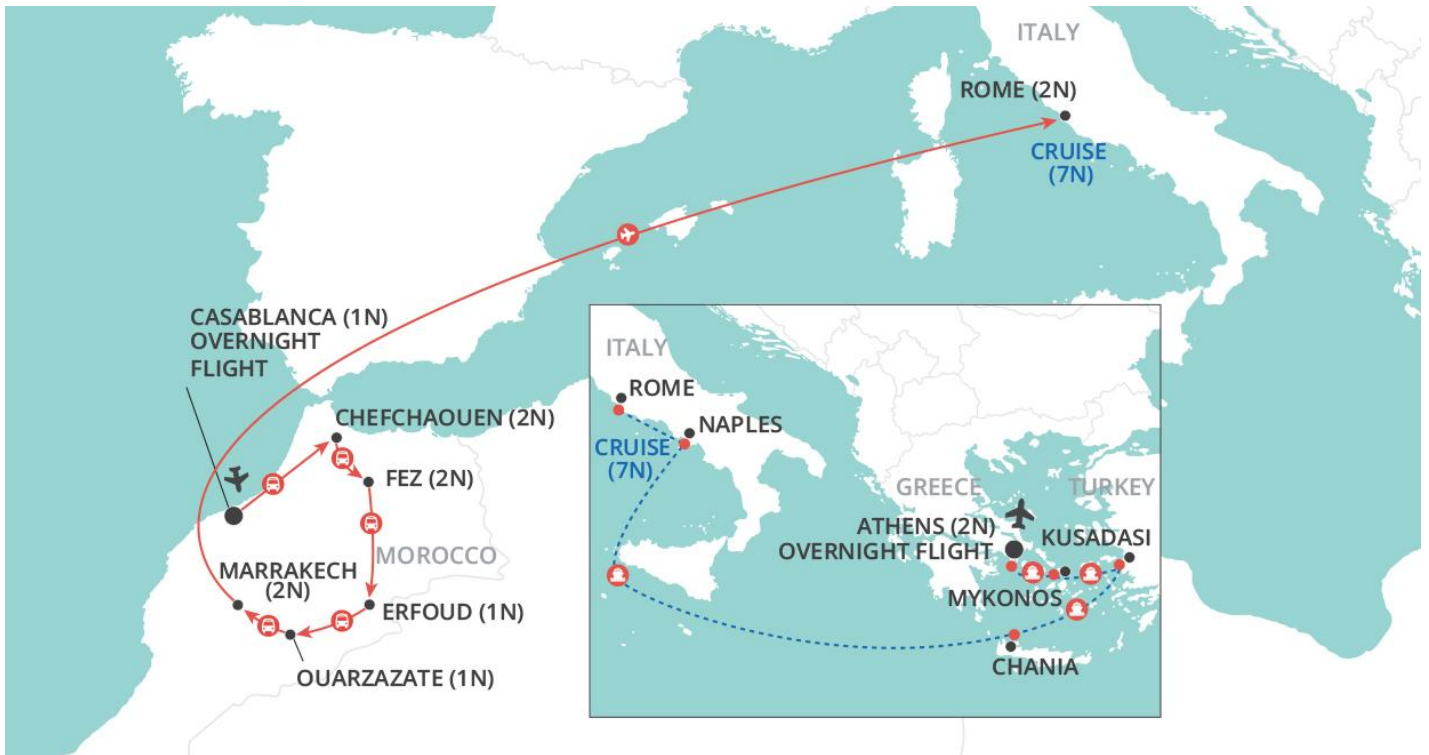 ITALY
ROME (2N)
CRUISE
(7N)
CASABLANCA (1N)
OVERNIGHT
FLIGHT
CHEFCHAOUEN (2N)
FEZ (2N)
MOROCCO
MARRAKECH
(2N)
ERFOUD (1N)
OUARZAZATE (1N)
ITALY
ROME
NAPLES
CRUISE
(7N)
GREECE
TURKEY
ATHENS (2N)
OVERNIGHT FLIGHT
KUSADASI
MYKONOS
CHANIA